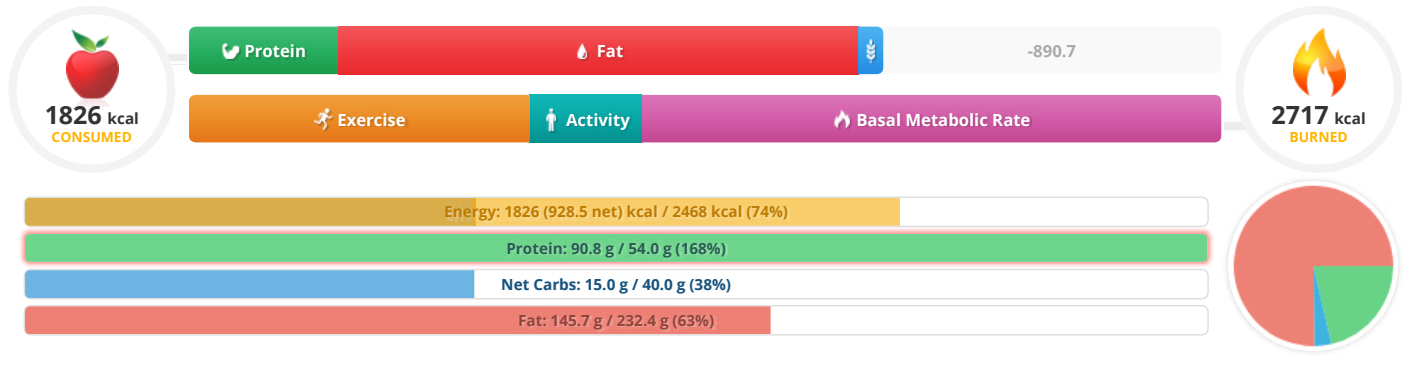 Protein
Fat
-890.7
1826 kcal
CONSUMED
Exercise
Activity
Basal Metabolic Rate
2717 kcal
BURNED
Energy: 1826 (928.5 net) kcal / 2468 kcal (74%)
Protein: 90.8 g / 54.0 g (168%)
Net Carbs: 15.0 g / 40.0 g (38%)
Fat: 145.7 g / 232.4 g (63%)